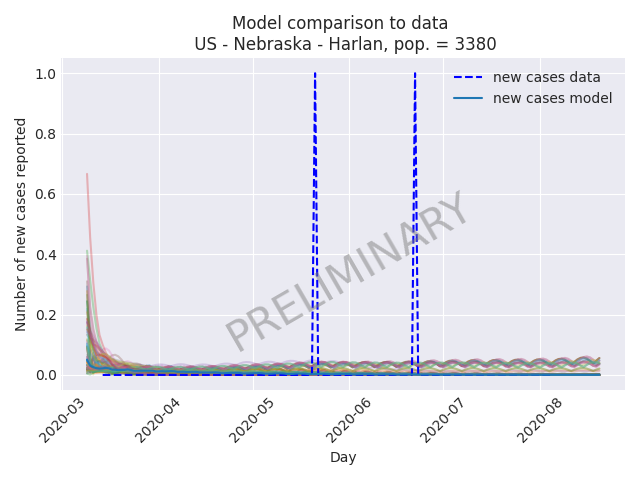 Model comparison to data
US - Nebraska - Harlan, pop. = 3380
new cases data
new cases model
Number of new cases reported
1.0
0.8
0.6
0.4
0.2
0.0
PRELIMINARY
2020-03
2020-04
2020-05
2020-06
2020-07
2020-08
Day